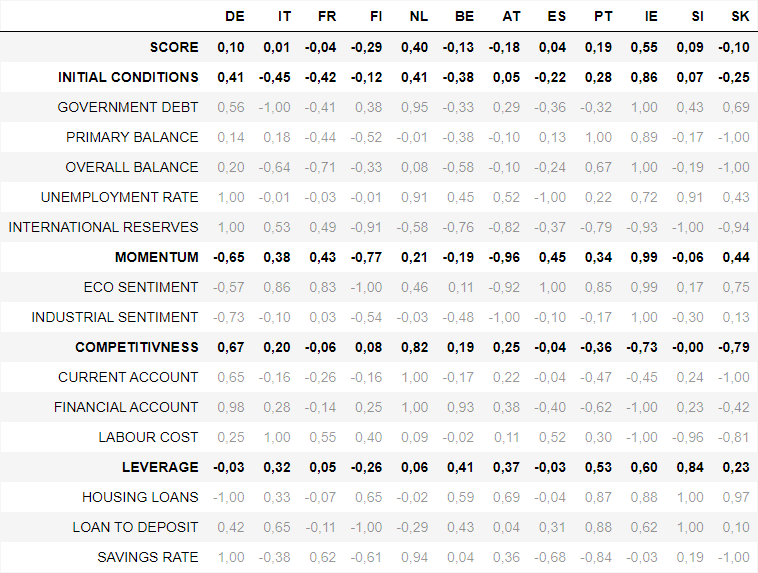 DE IT FR FI NL BE AT ES PT IE SI SK
SCORE 0,10 0,01 -0,04 -0,29 0,40 -0,13 -0,18 0,04 0,19 0,55 0,09 -0,10
INITIAL CONDITIONS 0,41 -0,45 -0,42 -0,12 0,41 -0,38 0,05 -0,22 0,28 0,86 0,07 -0,25
GOVERNMENT DEBT 0,56 -1,00 -0,41 0,38 0,95 -0,33 0,29 -0,36 -0,32 1,00 0,43 0,69
PRIMARY BALANCE 0,14 0,18 -0,44 -0,52 -0,01 -0,38 -0,10 0,13 1,00 0,89 -0,17 -1,00
OVERALL BALANCE 0,20 -0,64 -0,71 -0,33 0,08 -0,58 -0,10 -0,24 0,67 1,00 -0,19 -1,00
UNEMPLOYMENT RATE 1,00 -0,01 -0,03 -0,01 0,91 0,45 0,52 -1,00 0,22 0,72 0,91 0,43
INTERNATIONAL RESERVES 1,00 0,53 0,49 -0,91 -0,58 -0,76 -0,82 -0,37 -0,79 -0,93 -1,00 -0,94
MOMENTUM -0,65 0,38 0,43 -0,77 0,21 -0,19 -0,96 0,45 0,34 0,99 -0,06 0,44
ECO SENTIMENT -0,57 0,86 0,83 -1,00 0,46 0,11 -0,92 1,00 0,85 0,99 0,17 0,75
INDUSTRIAL SENTIMENT -0,73 -0,10 0,03 -0,54 -0,03 -0,48 -1,00 -0,10 -0,17 1,00 -0,30 0,13
COMPETITIVNESS 0,67 0,20 -0,06 0,08 0,82 0,19 0,25 -0,04 -0,36 -0,73 -0,00 -0,79
CURRENT ACCOUNT 0,65 -0,16 -0,26 -0,16 1,00 -0,17 0,22 -0,04 -0,47 -0,45 0,24 -1,00
FINANCIAL ACCOUNT 0,98 0,28 -0,14 0,25 1,00 0,93 0,38 -0,40 -0,62 -1,00 0,23 -0,42
LABOUR COST 0,25 1,00 0,55 0,40 0,09 -0,02 0,11 0,52 0,30 -1,00 -0,96 -0,81
LEVERAGE -0,03 0,32 0,05 -0,26 0,06 0,41 0,37 -0,03 0,53 0,60 0,84 0,23
HOUSING LOANS -1,00 0,33 -0,07 0,65 -0,02 0,59 0,69 -0,04 0,87 0,88 1,00 0,97
LOAN TO DEPOSIT 0,42 0,65 -0,11 -1,00 -0,29 0,43 0,04 0,31 0,88 0,62 1,00 0,10
SAVINGS RATE 1,00 -0,38 0,62 -0,61 0,94 0,04 0,36 -0,68 -0,84 -0,03 0,19 -1,00